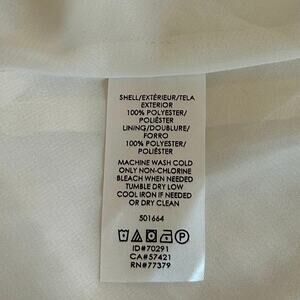 SHELL/EXTÉRIEUR/TELA
EXTERIOR
100% POLYESTER/
POLIÉSTER
LINING/DOUBLURE/
FORRO
100% POLYESTER/
POLIÉSTER
MACHINE WASH COLD
ONLY NON-CHLORINE
BLEACH WHEN NEEDED
TUMBLE DRY LOW
COOL IRON IF NEEDED
OR DRY CLEAN
501664
ID#70291
CA#57421
RN#77379